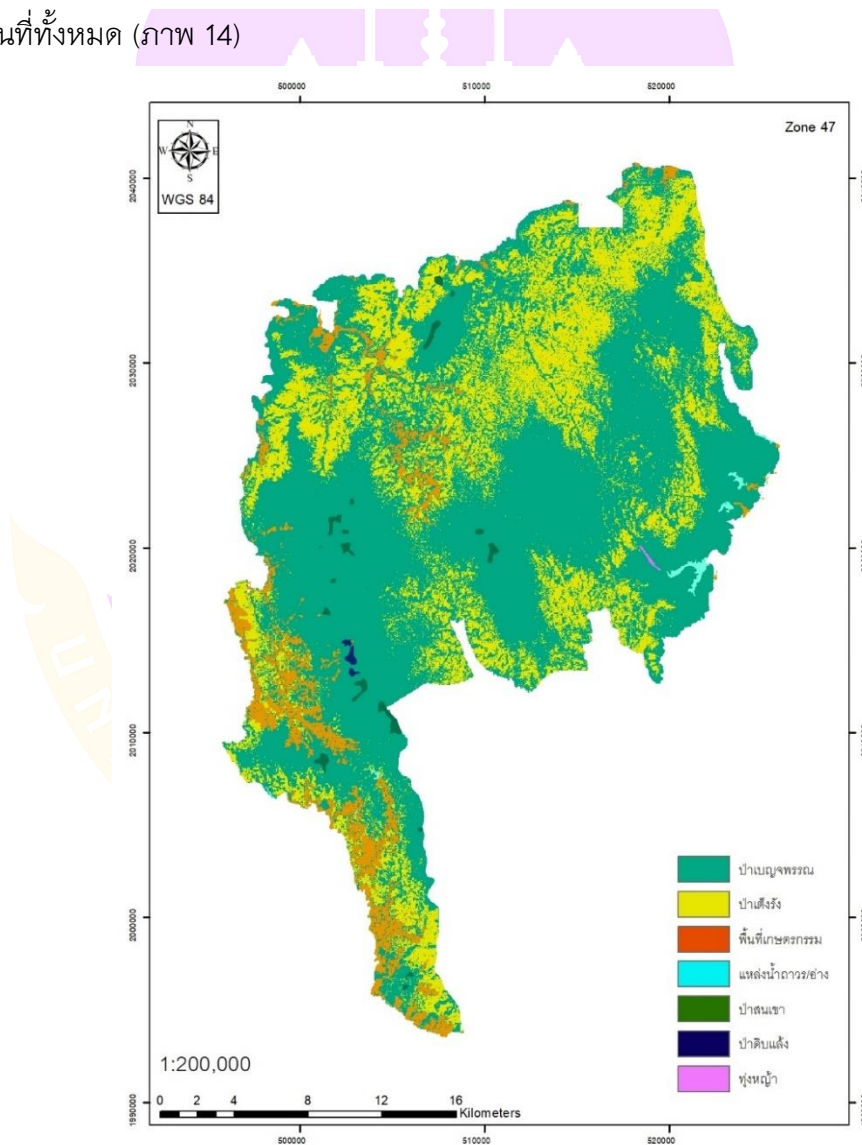 นที่ทั้งหมด (ภาพ 14)
500000 510000 520000
Zone 47
N
W E
S
WGS 84
2040000
2030000
2020000
2010000
2000000
1990000
ป่าเบญจพรรณ
ป่าเต็งรัง
พื้นที่เกษตรกรรม
แหล่งน้ำถาวร/อ่าง
ป่าสนเขา
ป่าดิบแล้ง
ทุ่งหญ้า
1:200,000
0 2 4 8 12 16
Kilometers
500000 510000 520000